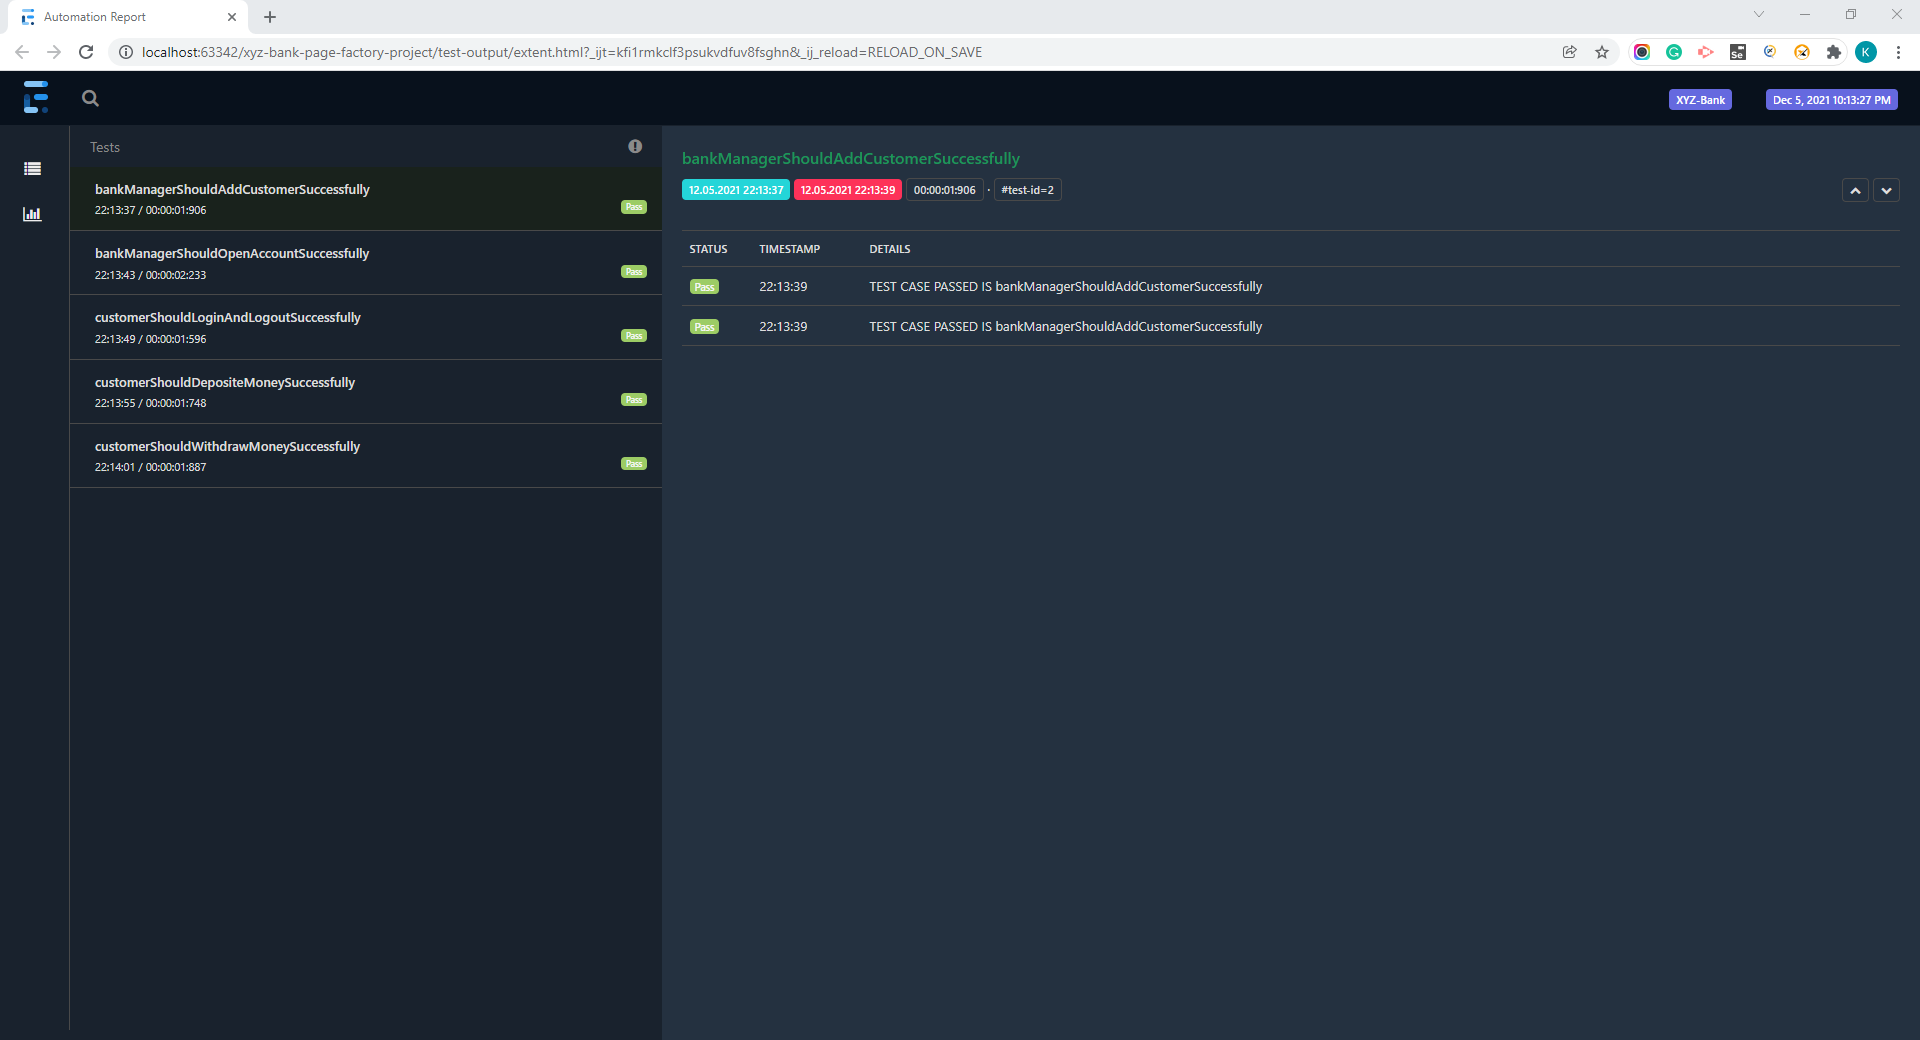 Automation Report
localhost:63342/xyz-bank-page-factory-project/test-output/extent.html?_ijt=kfi1rmkclf3psukvdfuv8fsghn&_ij_reload=RELOAD_ON_SAVE
Se
K
XYZ-Bank
Dec 5, 2021 10:13:27 PM
Tests
bankManagerShouldAddCustomerSuccessfully
22:13:37 / 00:00:01:906
Pass
bankManagerShouldOpenAccountSuccessfully
22:13:43 / 00:00:02:233
Pass
customerShouldLoginAndLogoutSuccessfully
22:13:49 / 00:00:01:596
Pass
customerShouldDepositeMoneySuccessfully
22:13:55 / 00:00:01:748
Pass
customerShouldWithdrawMoneySuccessfully
22:14:01 / 00:00:01:887
Pass
bankManagerShouldAddCustomerSuccessfully
12.05.2021 22:13:37 12.05.2021 22:13:39 00:00:01:906 · #test-id=2
STATUS TIMESTAMP DETAILS
Pass 22:13:39 TEST CASE PASSED IS bankManagerShouldAddCustomerSuccessfully
Pass 22:13:39 TEST CASE PASSED IS bankManagerShouldAddCustomerSuccessfully